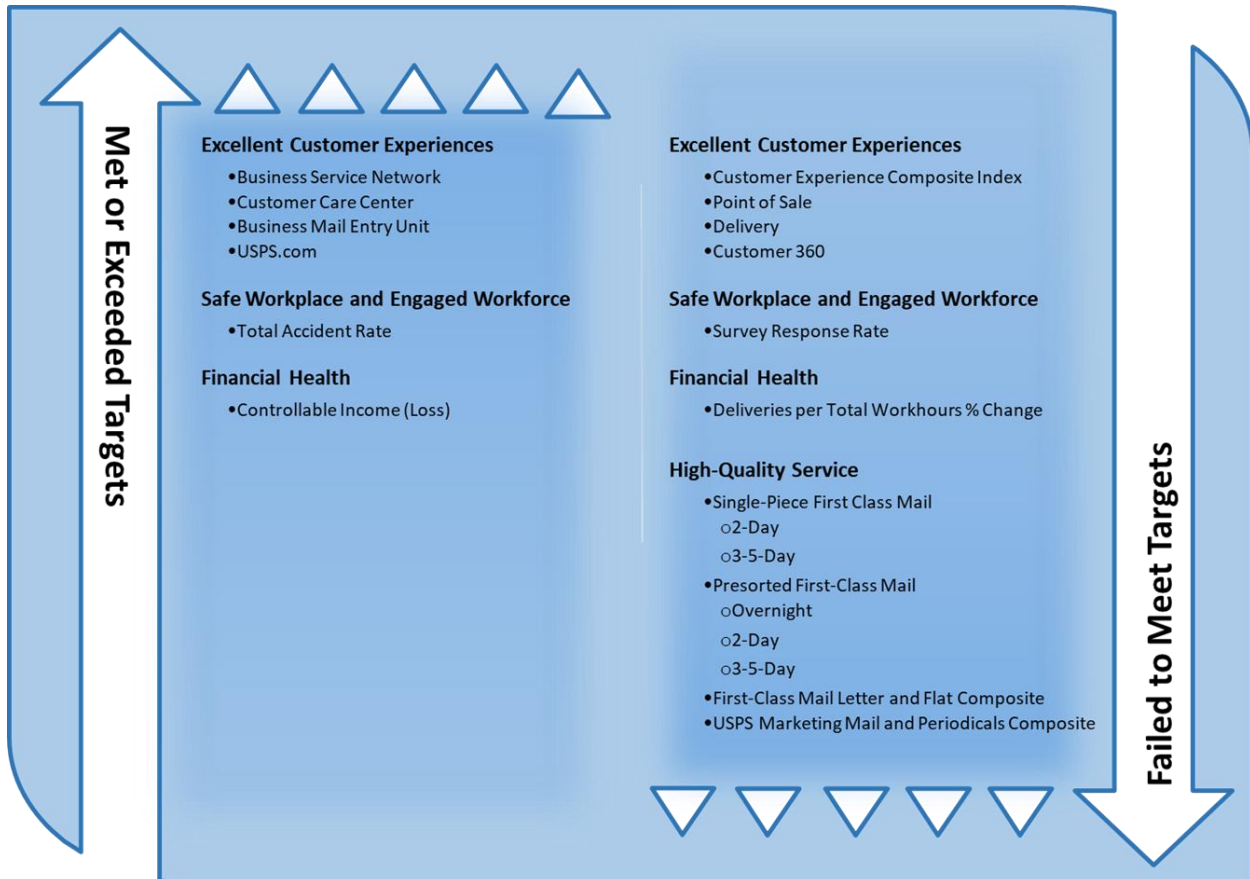 Met or Exceeded Targets
Excellent Customer Experiences
•Business Service Network
•Customer Care Center
•Business Mail Entry Unit
•USPS.com
Safe Workplace and Engaged Workforce
•Total Accident Rate
Financial Health
•Controllable Income (Loss)
Excellent Customer Experiences
•Customer Experience Composite Index
•Point of Sale
•Delivery
•Customer 360
Safe Workplace and Engaged Workforce
•Survey Response Rate
Financial Health
•Deliveries per Total Workhours % Change
High-Quality Service
•Single-Piece First Class Mail
○2-Day
○3-5-Day
•Presorted First-Class Mail
○Overnight
○2-Day
○3-5-Day
•First-Class Mail Letter and Flat Composite
•USPS Marketing Mail and Periodicals Composite
Failed to Meet Targets